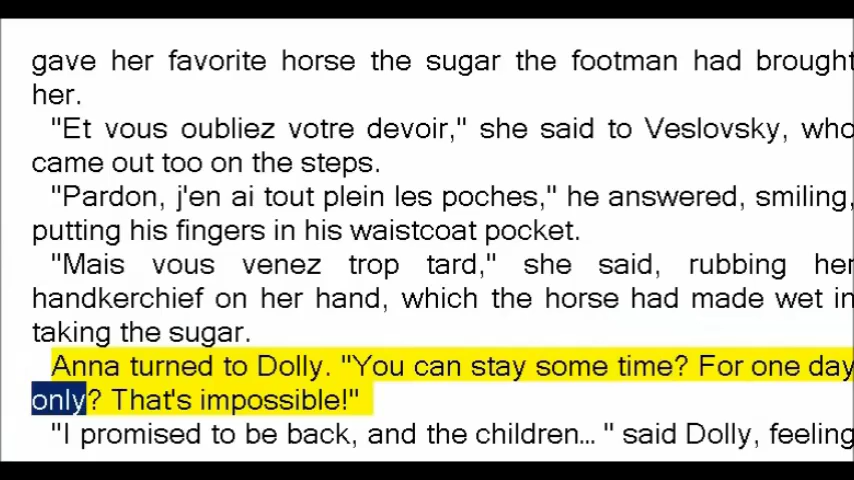 gave her favorite horse the sugar the footman had brought
her.
"Et vous oubliez votre devoir," she said to Veslovsky, who
came out too on the steps.
"Pardon, j'en ai tout plein les poches," he answered, smiling,
putting his fingers in his waistcoat pocket.
"Mais vous venez trop tard," she said, rubbing her
handkerchief on her hand, which the horse had made wet in
taking the sugar.
Anna turned to Dolly. "You can stay some time? For one day
only? That's impossible!"
"I promised to be back, and the children... " said Dolly, feeling